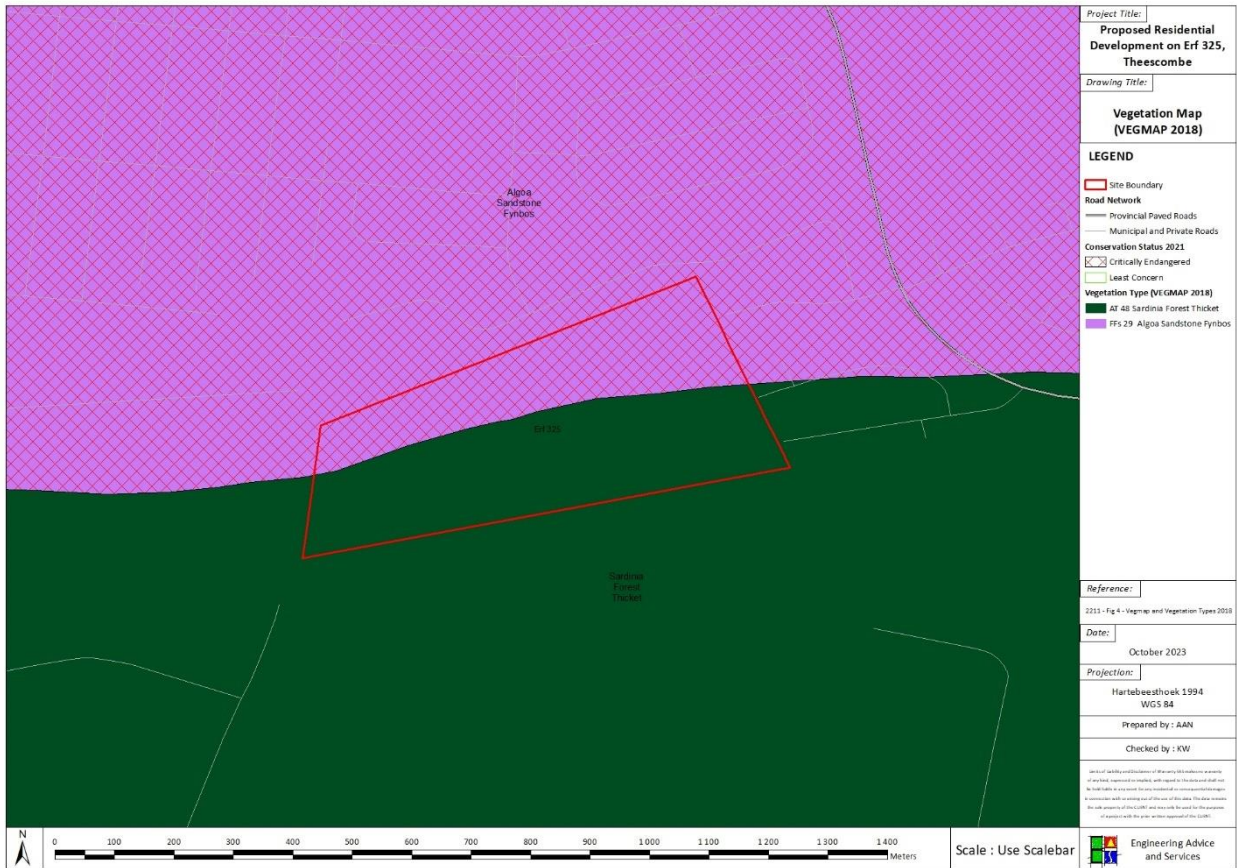 Algoa
Sandstone
Fynbos
Erf 325
Sardinia
Forest
Thicket
Project Title:
Proposed Residential
Development on Erf 325,
Theescombe
Drawing Title:
Vegetation Map
(VEGMAP 2018)
LEGEND
Site Boundary
Road Network
Provincial Paved Roads
Municipal and Private Roads
Conservation Status 2021
Critically Endangered
Least Concern
Vegetation Type (VEGMAP 2018)
AT 48 Sardinia Forest Thicket
FFs 29 Algoa Sandstone Fynbos
Reference:
2211 - Fig 4 - Vegmap and Vegetation Types 2018
Date:
October 2023
Projection:
Hartebeesthoek 1994
WGS 84
Prepared by : AAN
Checked by : KW
N
0 100 200 300 400 500 600 700 800 900 1 000 1 100 1 200 1 300 1 400
Meters
Scale : Use Scalebar
Engineering Advice
and Services